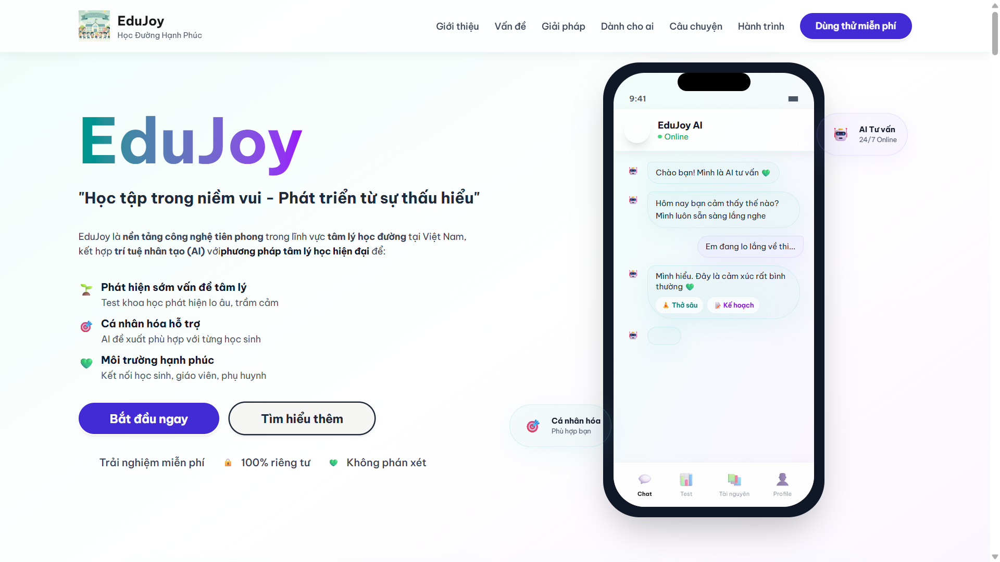 EduJoy
Học Đường Hạnh Phúc
Giới thiệu
Vấn đề
Giải pháp
Dành cho ai
Câu chuyện
Hành trình
Dùng thử miễn phí
EduJoy
"Học tập trong niềm vui - Phát triển từ sự thấu hiểu"
EduJoy là nền tảng công nghệ tiên phong trong lĩnh vực tâm lý học đường tại Việt Nam,
kết hợp trí tuệ nhân tạo (AI) vớiphương pháp tâm lý học hiện đại để:
Phát hiện sớm vấn đề tâm lý
Test khoa học phát hiện lo âu, trầm cảm
Cá nhân hóa hỗ trợ
AI đề xuất phù hợp với từng học sinh
Môi trường hạnh phúc
Kết nối học sinh, giáo viên, phụ huynh
Bắt đầu ngay
Tìm hiểu thêm
Trải nghiệm miễn phí
100% riêng tư
Không phán xét
9:41
EduJoy AI
Online
Chào bạn! Mình là AI tư vấn 💚
Hôm nay bạn cảm thấy thế nào?
Mình luôn sẵn sàng lắng nghe
Em đang lo lắng về thi...
Mình hiểu. Đây là cảm xúc rất bình
thường 💚
Thở sâu
Kế hoạch
AI Tư vấn
24/7 Online
Cá nhân hóa
Phù hợp bạn
Chat
Test
Tài nguyên
Profile